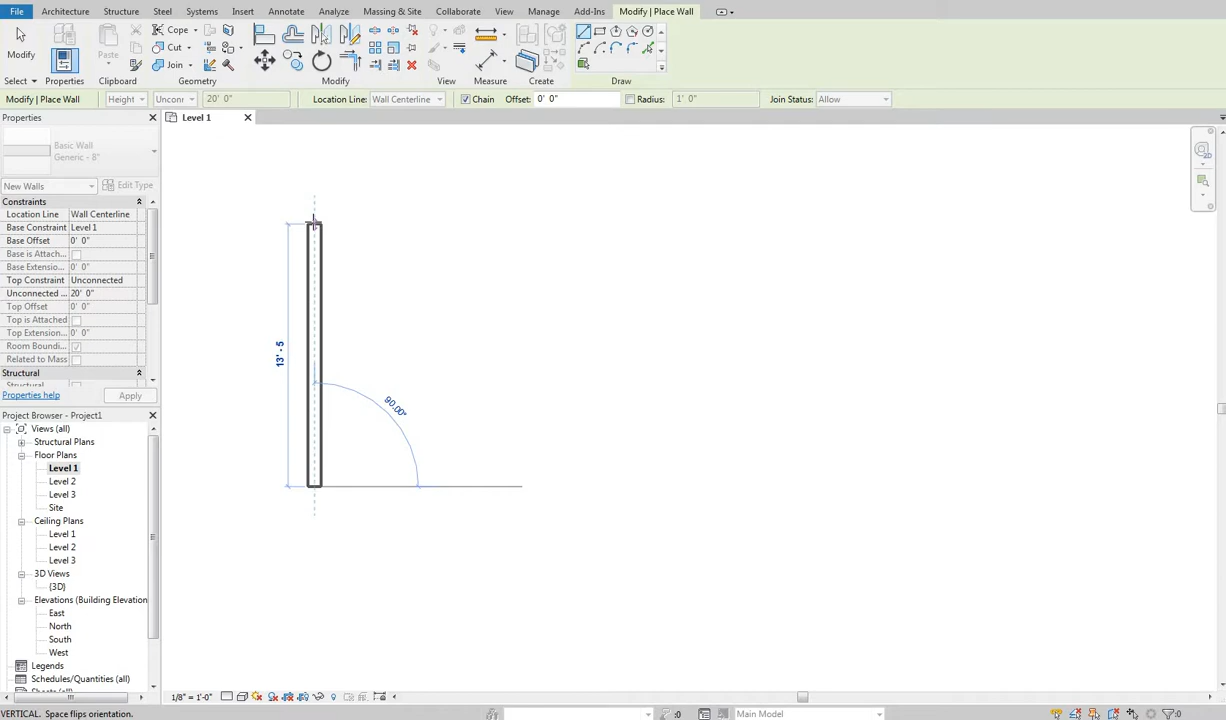 File Architecture Structure Steel Systems Insert Annotate Analyze Massing & Site Collaborate View Manage Add-Ins Modify | Place Wall
Modify
Paste
Cope
Cut
Join
Select Properties Clipboard Geometry Modify View Measure Create Draw
Modify | Place Wall Height Unconr 20' 0" Location Line: Wall Centerline Chain Offset: 0' 0" Radius: 1' 0" Join Status: Allow
Properties
Level 1
Basic Wall
Generic - 8"
New Walls Edit Type
Constraints
Location Line Wall Centerline
Base Constraint Level 1
Base Offset 0' 0"
Base is Attach...
Base Extensio... 0' 0"
Top Constraint Unconnected
Unconnected ... 20' 0"
Top Offset 0' 0"
Top is Attached
Top Extension... 0' 0"
Room Boundi...
Related to Mass
Structural
Properties help Apply
Project Browser - Project1
Views (all)
Structural Plans
Floor Plans
Level 1
Level 2
Level 3
Site
Ceiling Plans
Level 1
Level 2
Level 3
3D Views
{3D}
Elevations (Building Elevation
East
North
South
West
Legends
Schedules/Quantities (all)
Sheets (all)
2D
13' - 5
90.00°
1/8" = 1'-0"
VERTICAL. Space flips orientation.
:0
Main Model
:0